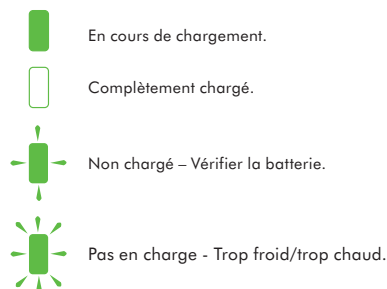 En cours de chargement.
Complètement chargé.
Non chargé – Vérifier la batterie.
Pas en charge - Trop froid/trop chaud.